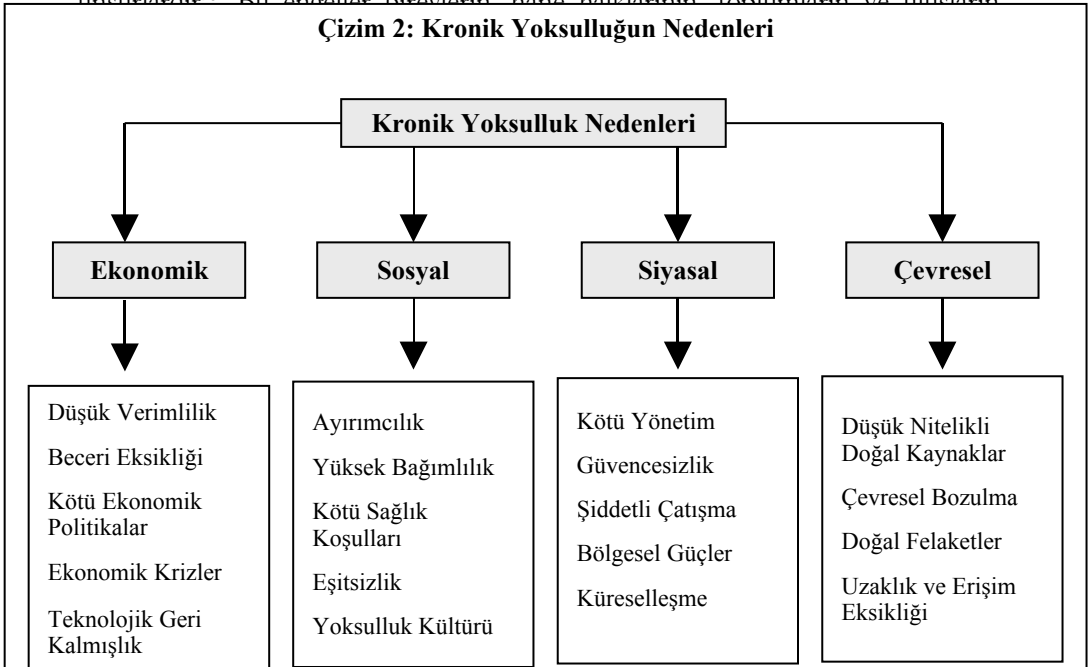 Çizim 2: Kronik Yoksulluğun Nedenleri
Kronik Yoksulluk Nedenleri
Ekonomik
Sosyal
Siyasal
Çevresel
Düşük Verimlilik
Beceri Eksikliği
Kötü Ekonomik
Politikalar
Ekonomik Krizler
Teknolojik Geri
Kalmışlık
Ayırımcılık
Yüksek Bağımlılık
Kötü Sağlık
Koşulları
Eşitsizlik
Yoksulluk Kültürü
Kötü Yönetim
Güvencesizlik
Şiddetli Çatışma
Bölgesel Güçler
Küreselleşme
Düşük Nitelikli
Doğal Kaynaklar
Çevresel Bozulma
Doğal Felaketler
Uzaklık ve Erişim
Eksikliği